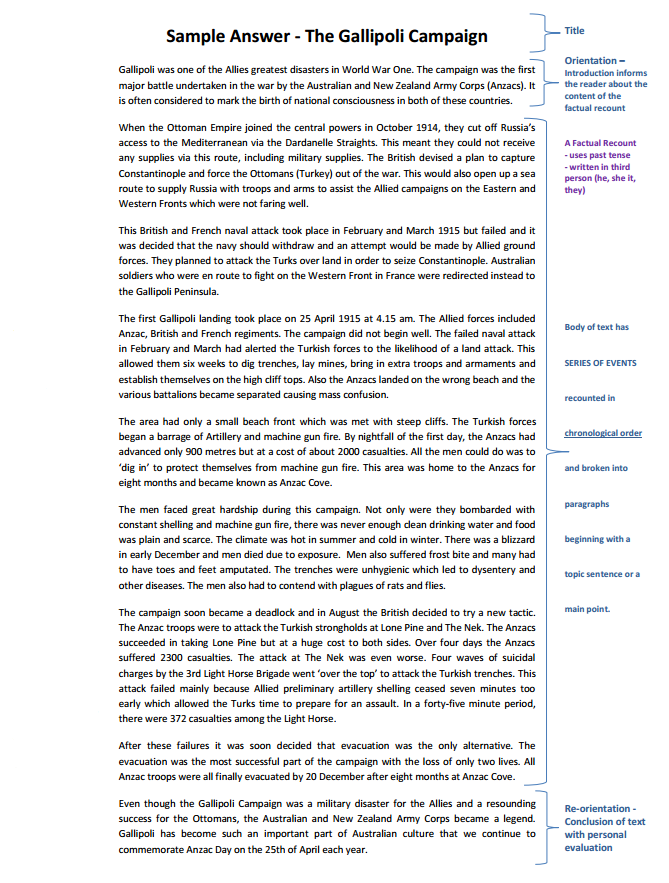 Sample Answer - The Gallipoli Campaign
Title
Gallipoli was one of the Allies greatest disasters in World War One. The campaign was the first
major battle undertaken in the war by the Australian and New Zealand Army Corps (Anzacs). It
is often considered to mark the birth of national consciousness in both of these countries.
Orientation –
Introduction informs
the reader about the
content of the
factual recount
When the Ottoman Empire joined the central powers in October 1914, they cut off Russia's
access to the Mediterranean via the Dardanelle Straights. This meant they could not receive
any supplies via this route, including military supplies. The British devised a plan to capture
Constantinople and force the Ottomans (Turkey) out of the war. This would also open up a sea
route to supply Russia with troops and arms to assist the Allied campaigns on the Eastern and
Western Fronts which were not faring well.
A Factual Recount
- uses past tense
- written in third
person (he, she it,
they)
This British and French naval attack took place in February and March 1915 but failed and it
was decided that the navy should withdraw and an attempt would be made by Allied ground
forces. They planned to attack the Turks over land in order to seize Constantinople. Australian
soldiers who were en route to fight on the Western Front in France were redirected instead to
the Gallipoli Peninsula.
The first Gallipoli landing took place on 25 April 1915 at 4.15 am. The Allied forces included
Anzac, British and French regiments. The campaign did not begin well. The failed naval attack
in February and March had alerted the Turkish forces to the likelihood of a land attack. This
allowed them six weeks to dig trenches, lay mines, bring in extra troops and armaments and
establish themselves on the high cliff tops. Also the Anzacs landed on the wrong beach and the
various battalions became separated causing mass confusion.
The area had only a small beach front which was met with steep cliffs. The Turkish forces
began a barrage of Artillery and machine gun fire. By nightfall of the first day, the Anzacs had
advanced only 900 metres but at a cost of about 2000 casualties. All the men could do was to
'dig in' to protect themselves from machine gun fire. This area was home to the Anzacs for
eight months and became known as Anzac Cove.
The men faced great hardship during this campaign. Not only were they bombarded with
constant shelling and machine gun fire, there was never enough clean drinking water and food
was plain and scarce. The climate was hot in summer and cold in winter. There was a blizzard
in early December and men died due to exposure. Men also suffered frost bite and many had
to have toes and feet amputated. The trenches were unhygienic which led to dysentery and
other diseases. The men also had to contend with plagues of rats and flies.
The campaign soon became a deadlock and in August the British decided to try a new tactic.
The Anzac troops were to attack the Turkish strongholds at Lone Pine and The Nek. The Anzacs
succeeded in taking Lone Pine but at a huge cost to both sides. Over four days the Anzacs
suffered 2300 casualties. The attack at The Nek was even worse. Four waves of suicidal
charges by the 3rd Light Horse Brigade went 'over the top' to attack the Turkish trenches. This
attack failed mainly because Allied preliminary artillery shelling ceased seven minutes too
early which allowed the Turks time to prepare for an assault. In a forty-five minute period,
there were 372 casualties among the Light Horse.
After these failures it was soon decided that evacuation was the only alternative. The
evacuation was the most successful part of the campaign with the loss of only two lives. All
Anzac troops were all finally evacuated by 20 December after eight months at Anzac Cove.
Body of text has
SERIES OF EVENTS
recounted in
chronological order
and broken into
paragraphs
beginning with a
topic sentence or a
main point.
Even though the Gallipoli Campaign was a military disaster for the Allies and a resounding
success for the Ottomans, the Australian and New Zealand Army Corps became a legend.
Gallipoli has become such an important part of Australian culture that we continue to
commemorate Anzac Day on the 25th of April each year.
Re-orientation -
Conclusion of text
with personal
evaluation